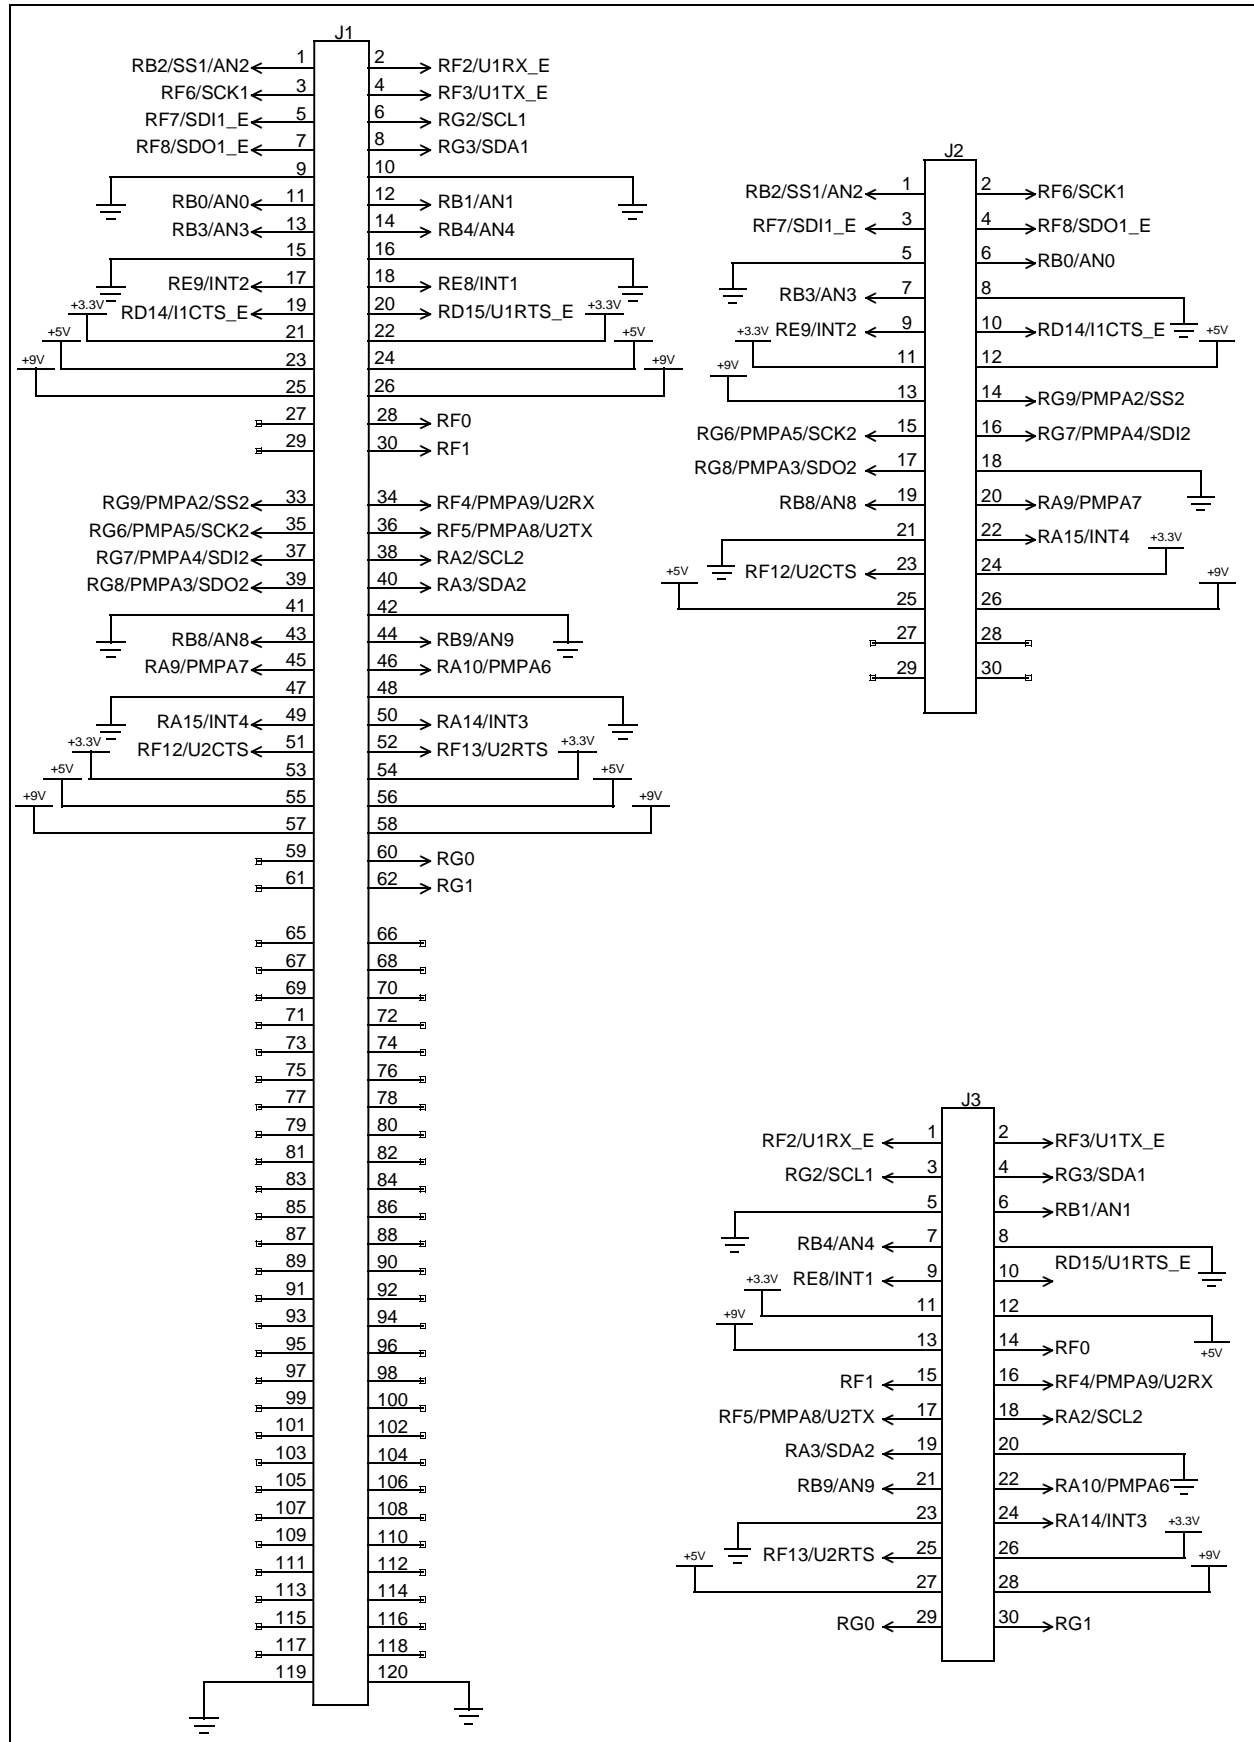 J1
RB2/SS1/AN2 1 2 RF2/U1RX_E
RF6/SCK1 3 4 RF3/U1TX_E
RF7/SDI1_E 5 6 RG2/SCL1
RF8/SDO1_E 7 8 RG3/SDA1
9 10
RB0/AN0 11 12 RB1/AN1
RB3/AN3 13 14 RB4/AN4
15 16
RE9/INT2 17 18 RE8/INT1
+3.3V RD14/I1CTS_E 19 20 RD15/U1RTS_E +3.3V
+5V 21 22 +5V
+9V 23 24 +9V
25 26
27 28 RF0
29 30 RF1
RG9/PMPA2/SS2 33 34 RF4/PMPA9/U2RX
RG6/PMPA5/SCK2 35 36 RF5/PMPA8/U2TX
RG7/PMPA4/SDI2 37 38 RA2/SCL2
RG8/PMPA3/SDO2 39 40 RA3/SDA2
41 42
RB8/AN8 43 44 RB9/AN9
RA9/PMPA7 45 46 RA10/PMPA6
47 48
RA15/INT4 49 50 RA14/INT3
+3.3V RF12/U2CTS 51 52 RF13/U2RTS +3.3V
+5V 53 54 +5V
+9V 55 56 +9V
57 58
59 60 RG0
61 62 RG1
65 66
67 68
69 70
71 72
73 74
75 76
77 78
79 80
81 82
83 84
85 86
87 88
89 90
91 92
93 94
95 96
97 98
99 100
101 102
103 104
105 106
107 108
109 110
111 112
113 114
115 116
117 118
119 120
J2
RB2/SS1/AN2 1 2 RF6/SCK1
RF7/SDI1_E 3 4 RF8/SDO1_E
5 6 RB0/AN0
RB3/AN3 7 8
+3.3V RE9/INT2 9 10 RD14/I1CTS_E +5V
+9V 11 12
13 14 RG9/PMPA2/SS2
RG6/PMPA5/SCK2 15 16 RG7/PMPA4/SDI2
RG8/PMPA3/SDO2 17 18
RB8/AN8 19 20 RA9/PMPA7
21 22 RA15/INT4 +3.3V
+5V RF12/U2CTS 23 24 +9V
25 26
27 28
29 30
J3
RF2/U1RX_E 1 2 RF3/U1TX_E
RG2/SCL1 3 4 RG3/SDA1
5 6 RB1/AN1
RB4/AN4 7 8
+3.3V RE8/INT1 9 10 RD15/U1RTS_E
+9V 11 12
13 14 RF0 +5V
RF1 15 16 RF4/PMPA9/U2RX
RF5/PMPA8/U2TX 17 18 RA2/SCL2
RA3/SDA2 19 20
RB9/AN9 21 22 RA10/PMPA6
23 24 RA14/INT3 +3.3V
+5V RF13/U2RTS 25 26 +9V
27 28
RG0 29 30 RG1